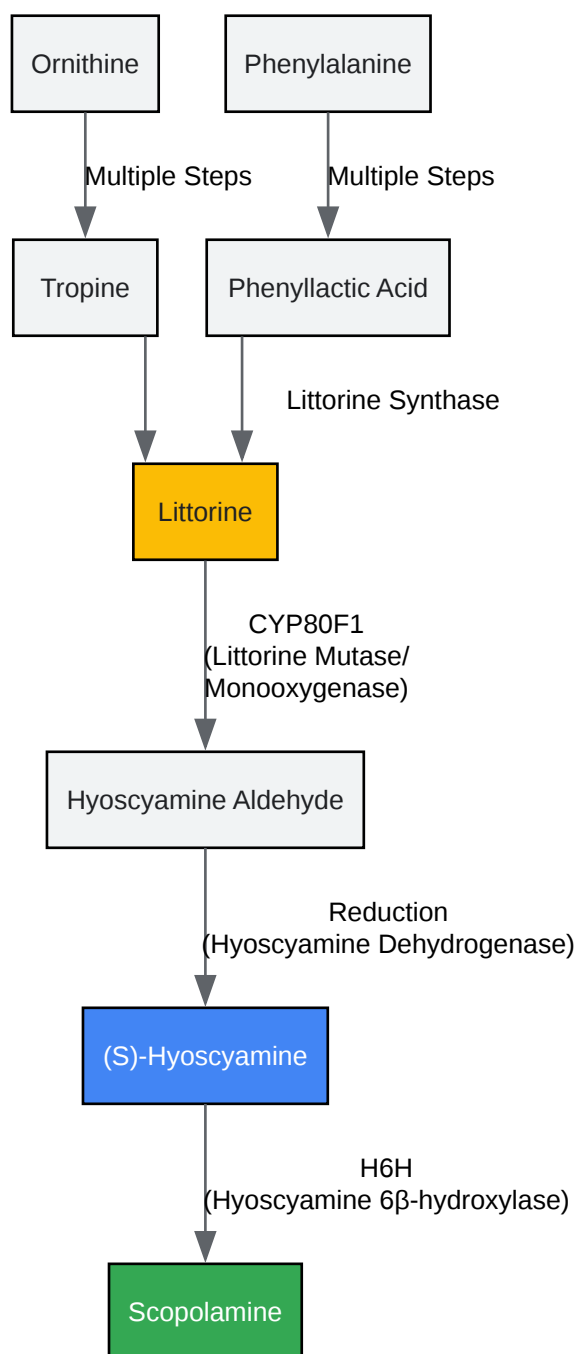 Ornithine
Phenylalanine
Multiple Steps
Multiple Steps
Tropine
Phenyllactic Acid
Littorine Synthase
Littorine
CYP80F1
(Littorine Mutase/
Monooxygenase)
Hyoscyamine Aldehyde
Reduction
(Hyoscyamine Dehydrogenase)
(S)-Hyoscyamine
H6H
(Hyoscyamine 6β-hydroxylase)
Scopolamine